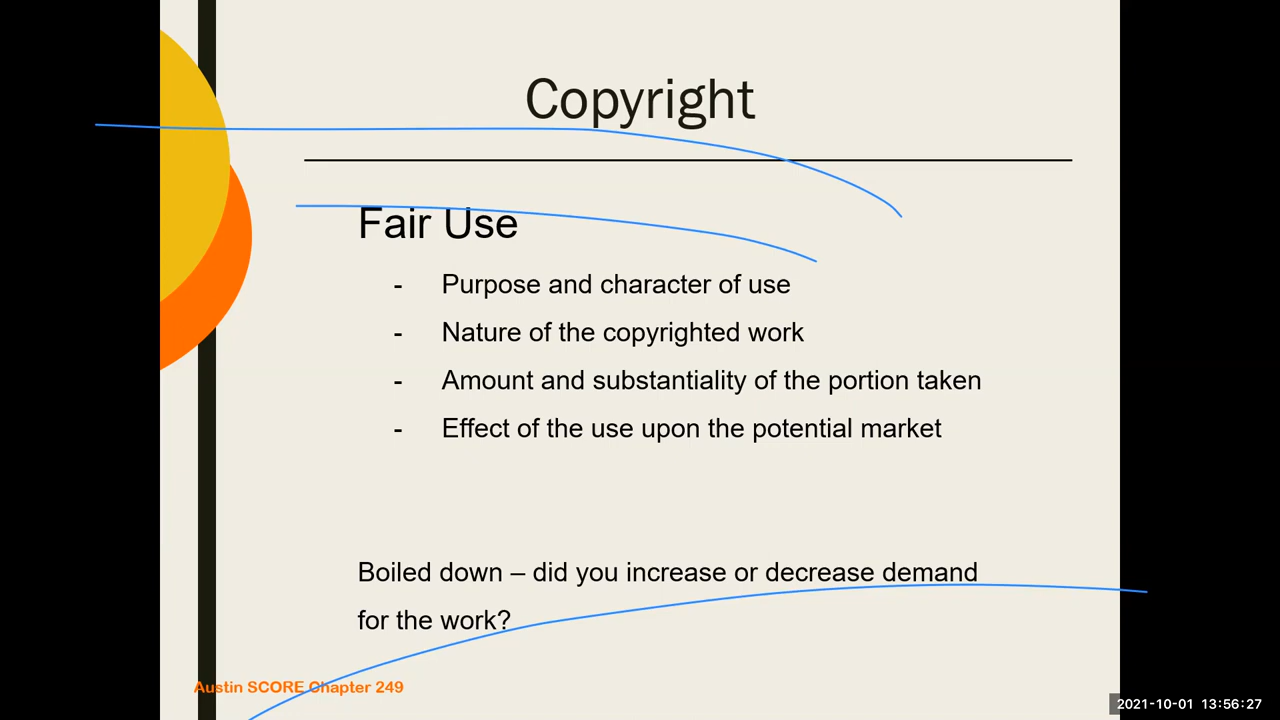 Copyright
Fair Use
- Purpose and character of use
- Nature of the copyrighted work
- Amount and substantiality of the portion taken
- Effect of the use upon the potential market
Boiled down – did you increase or decrease demand
for the work?
Austin SCORE Chapter 249
2021-10-01 13:56:27